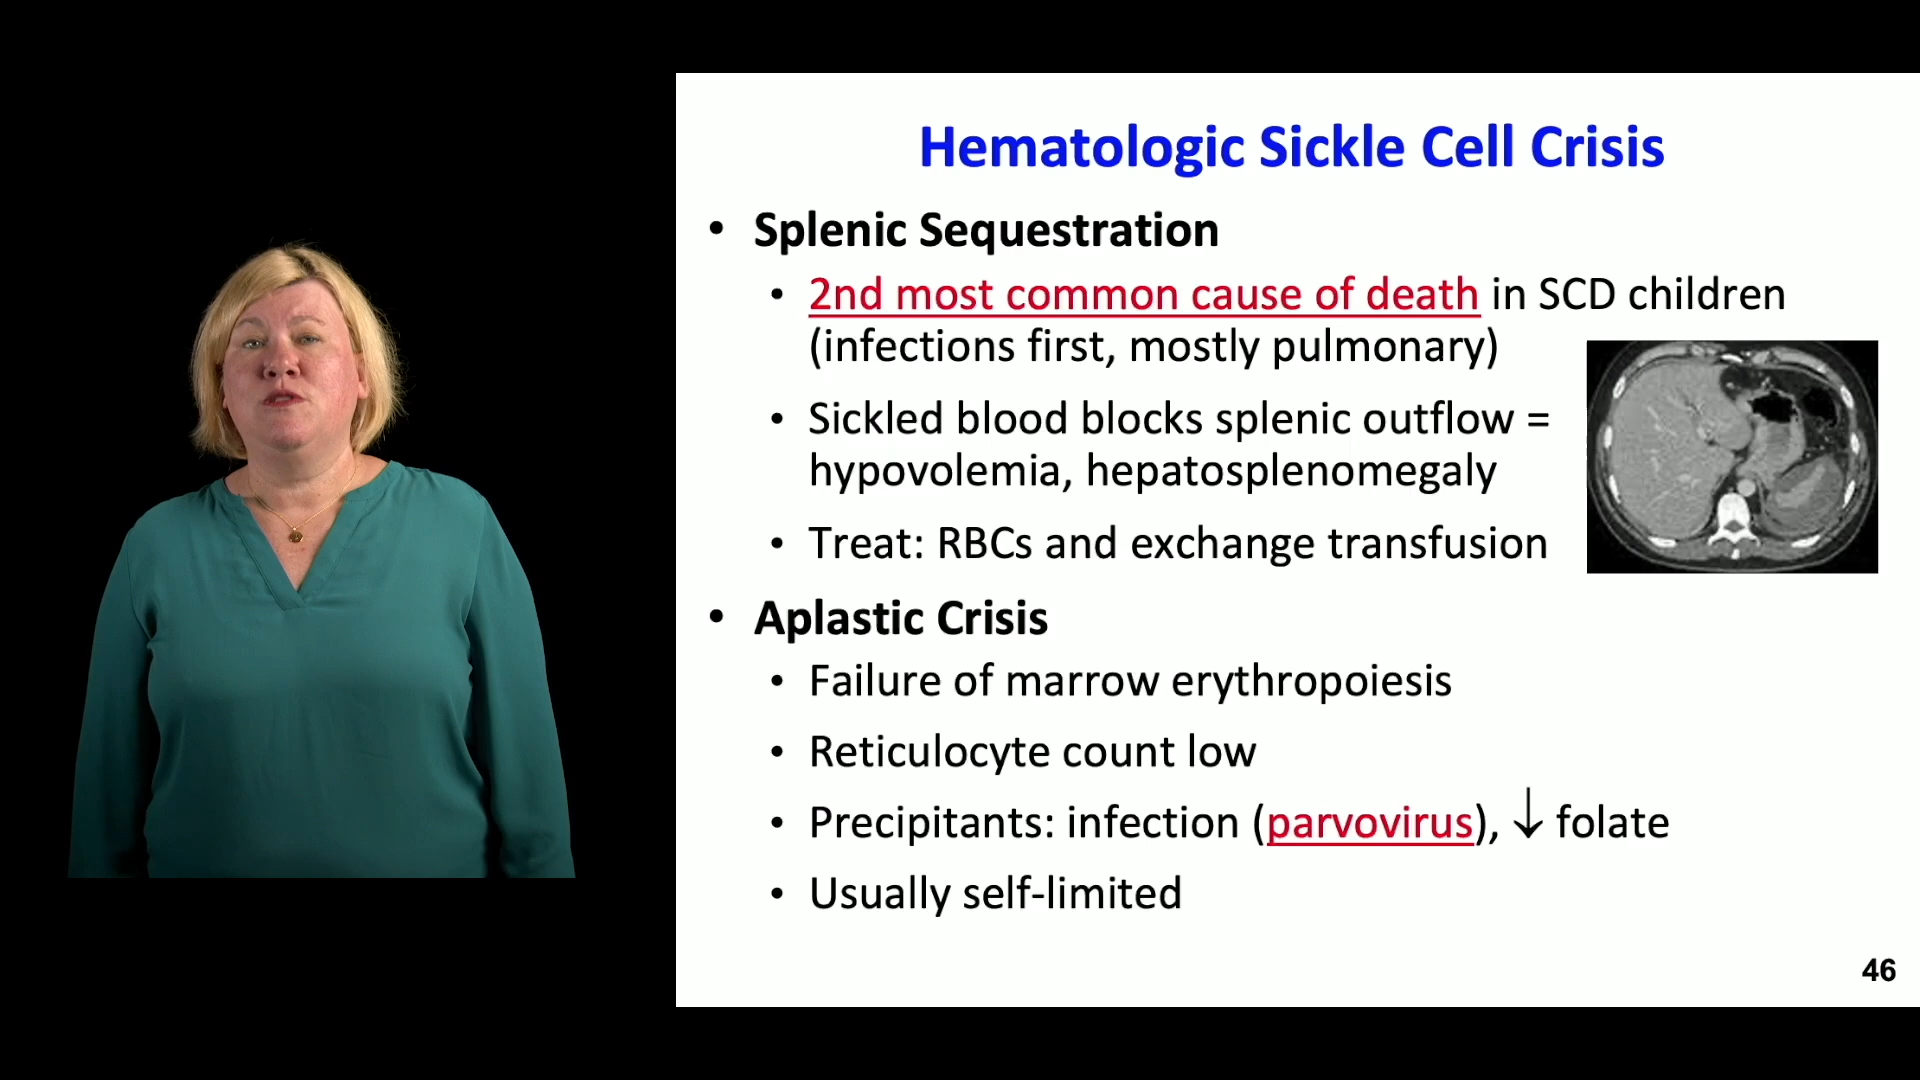 Hematologic Sickle Cell Crisis
• Splenic Sequestration
• 2nd most common cause of death in SCD children
(infections first, mostly pulmonary)
• Sickled blood blocks splenic outflow =
hypovolemia, hepatosplenomegaly
• Treat: RBCs and exchange transfusion
• Aplastic Crisis
• Failure of marrow erythropoiesis
• Reticulocyte count low
• Precipitants: infection (parvovirus), ↓ folate
• Usually self-limited
46